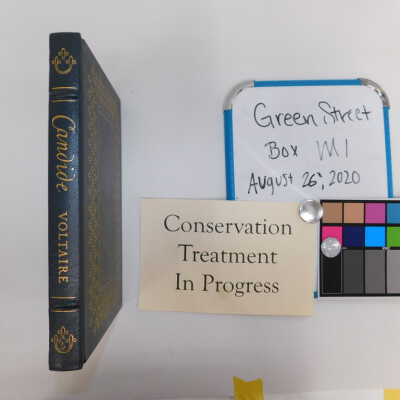 Candide
VOLTAIRE
Green Street
Box M1
August 26, 2020
Conservation
Treatment
In Progress